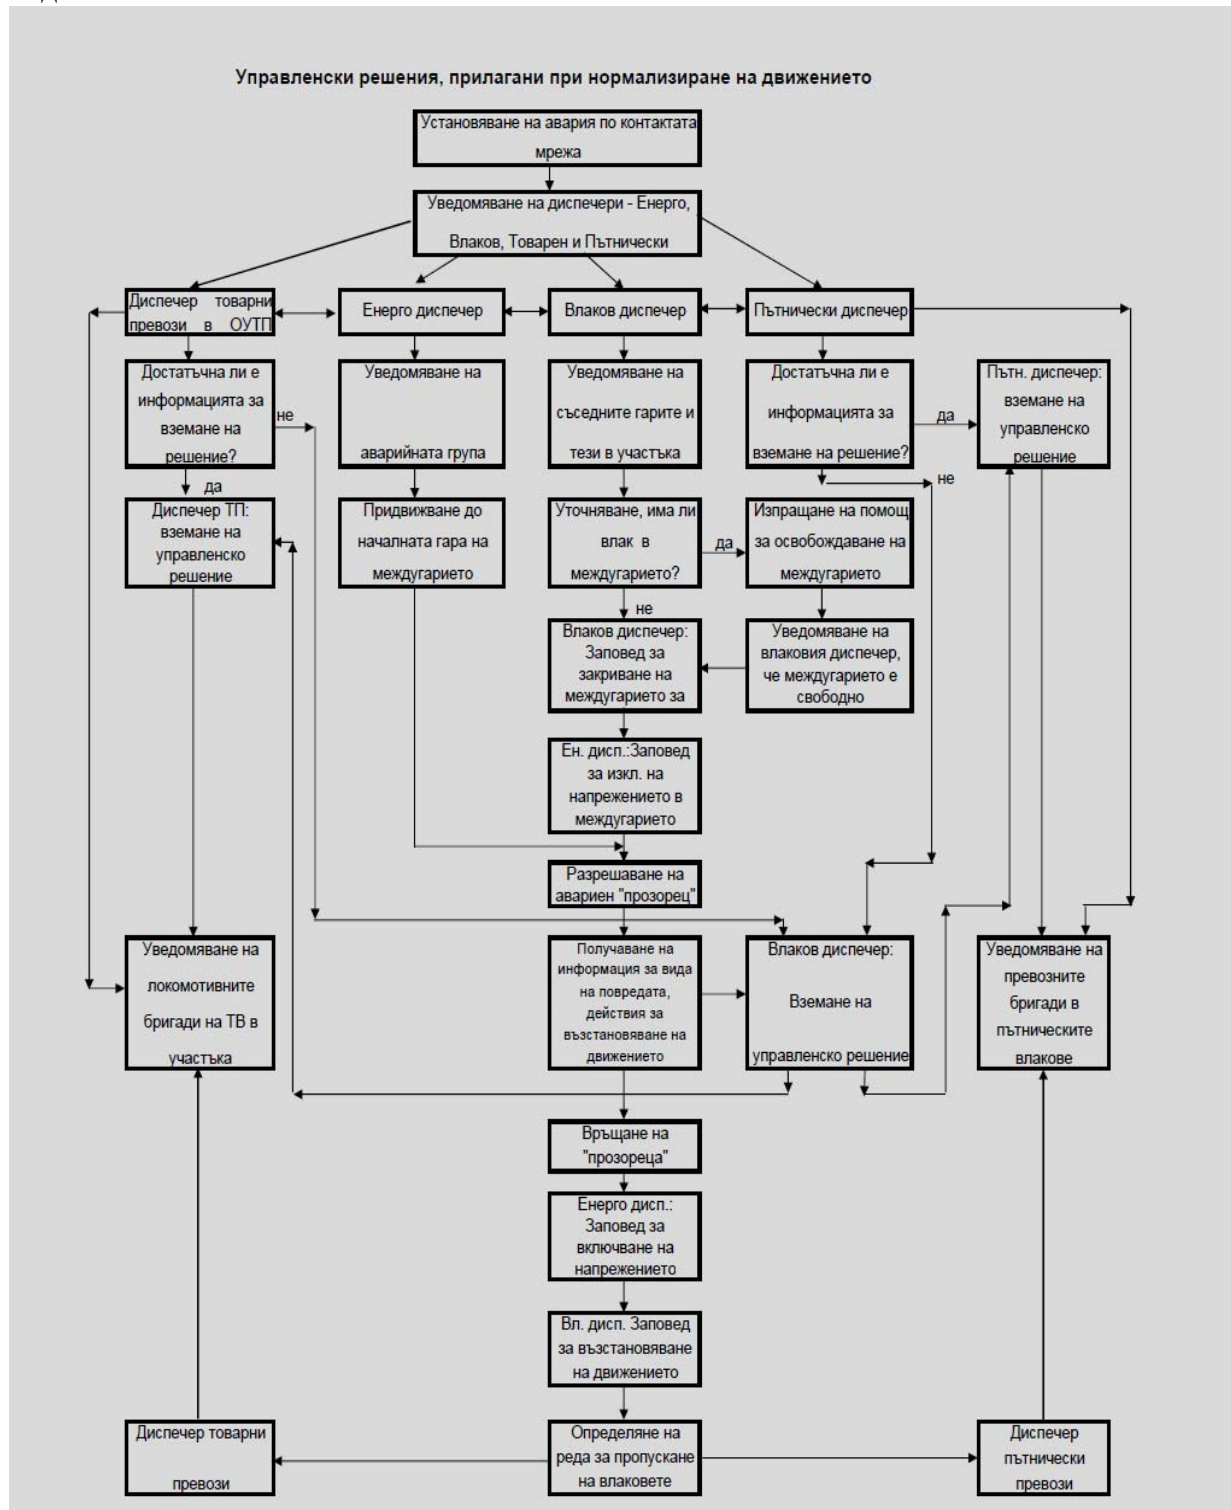 Управленски решения, прилагани при нормализиране на движението
Установяване на авария по контактата
мрежа
Уведомяване на диспечери - Енерго,
Влаков, Товарен и Пътнически
Диспечер товарни
превози в ОУТП
Енерго диспечер
Влаков диспечер
Пътнически диспечер
Достатъчна ли е
информацията за
вземане на
решение?
не
да
Уведомяване на
аварийната група
Уведомяване на
съседните гарите и
тези в участъка
Достатъчна ли е
информацията за
вземане на решение?
да
не
Пътн. диспечер:
вземане на
управленско
решение
Диспечер ТП:
вземане на
управленско
решение
Придвижване до
началната гара на
междугарието
Уточняване, има ли
влак в
междугарието?
да
не
Изпращане на помощ
за освобождаване на
междугарието
Влаков диспечер:
Заповед за
закриване на
междугарието за
Уведомяване на
влаковия диспечер,
че междугарието е
свободно
Ен. дисп.:Заповед
за изкл. на
напрежението в
междугарието
Разрешаване на
авариен "прозорец"
Уведомяване на
локомотивните
бригади на ТВ в
участъка
Получаване на
информация за вида
на повредата,
действия за
възстановяване на
движението
Влаков диспечер:
Вземане на
управленско решение
Уведомяване на
превозните
бригади в
пътническите
влакове
Връщане на
"прозореца"
Енерго дисп.:
Заповед за
включване на
напрежението
Вл. дисп. Заповед
за възстановяване
на движението
Диспечер товарни
превози
Определяне на
реда за пропускане
на влаковете
Диспечер
пътнически
превози